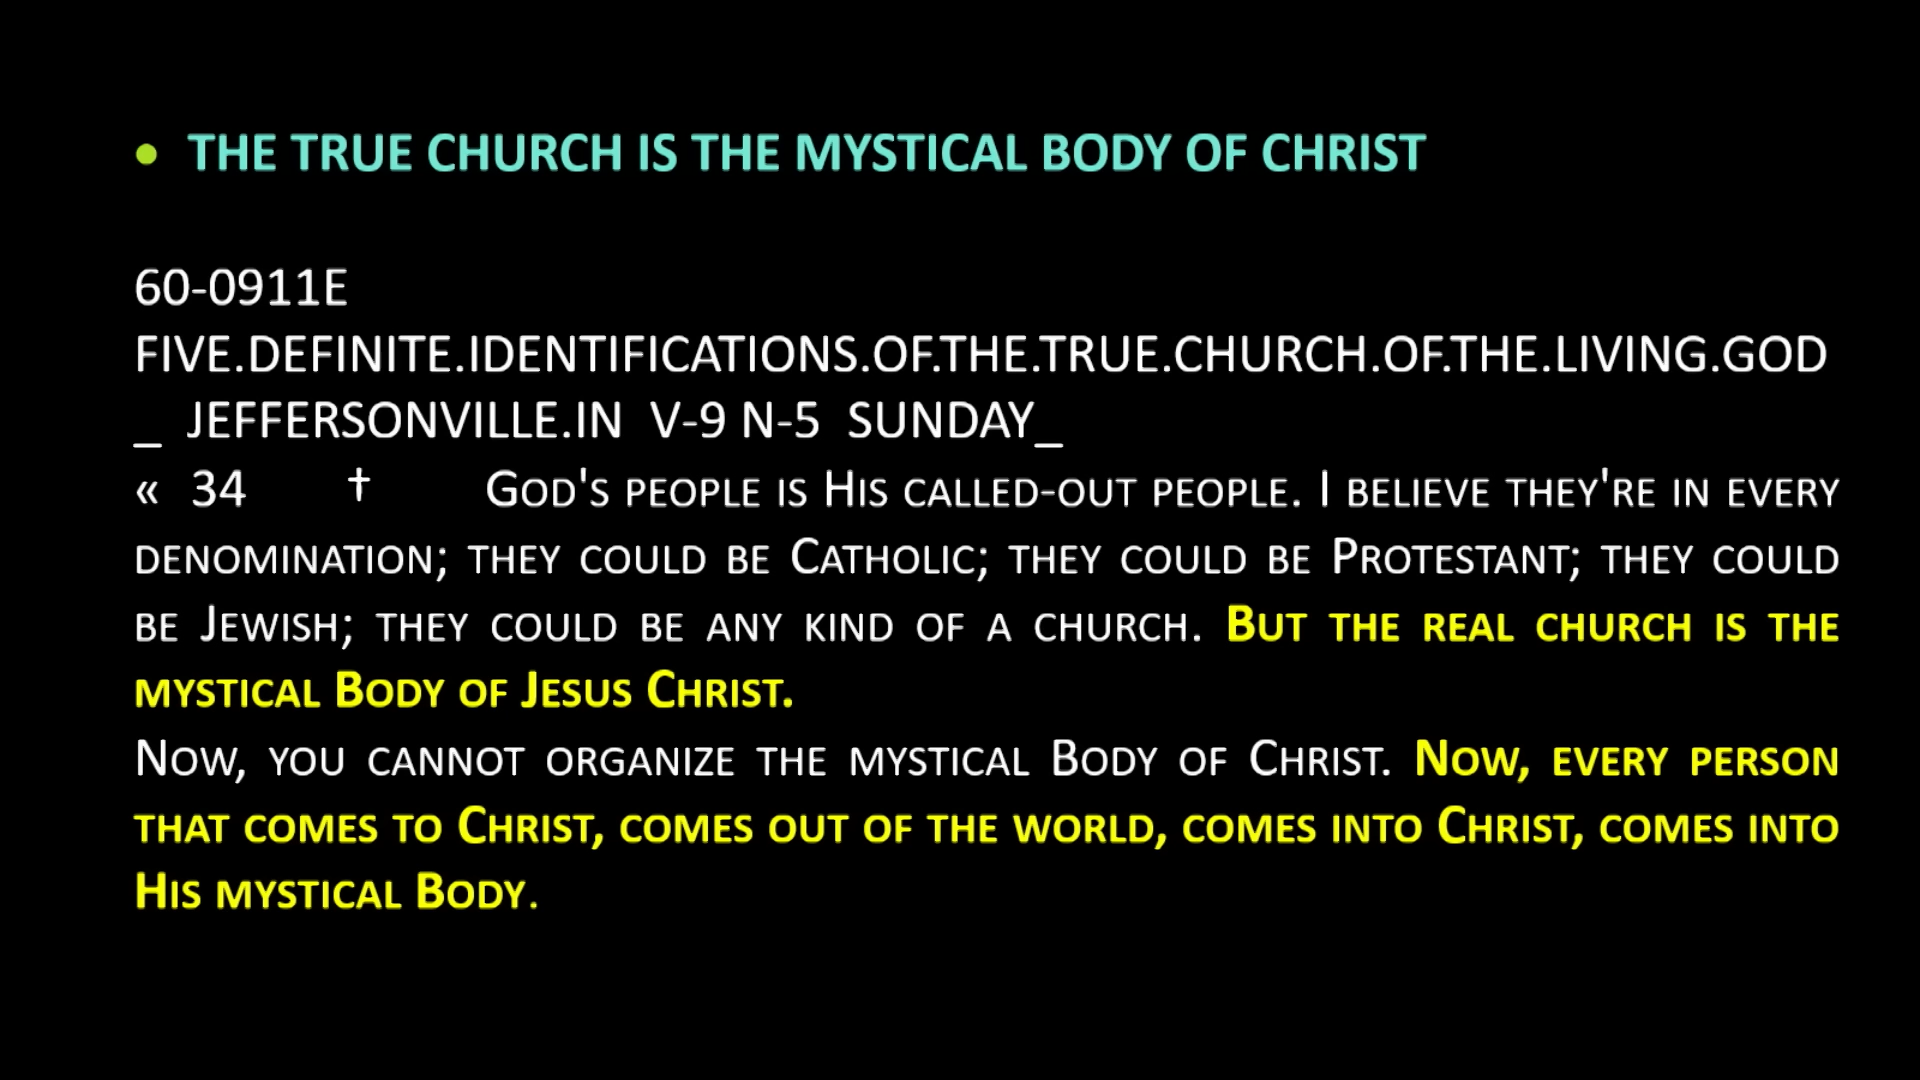 • THE TRUE CHURCH IS THE MYSTICAL BODY OF CHRIST
60-0911E
FIVE.DEFINITE.IDENTIFICATIONS.OF.THE.TRUE.CHURCH.OF.THE.LIVING.GOD
_ JEFFERSONVILLE.IN V-9 N-5 SUNDAY_
« 34 † God's people is His called-out people. I believe they're in every
denomination; they could be Catholic; they could be Protestant; they could
be Jewish; they could be any kind of a church. But the real church is the
mystical Body of Jesus Christ.
Now, you cannot organize the mystical Body of Christ. Now, every person
that comes to Christ, comes out of the world, comes into Christ, comes into
His mystical Body.